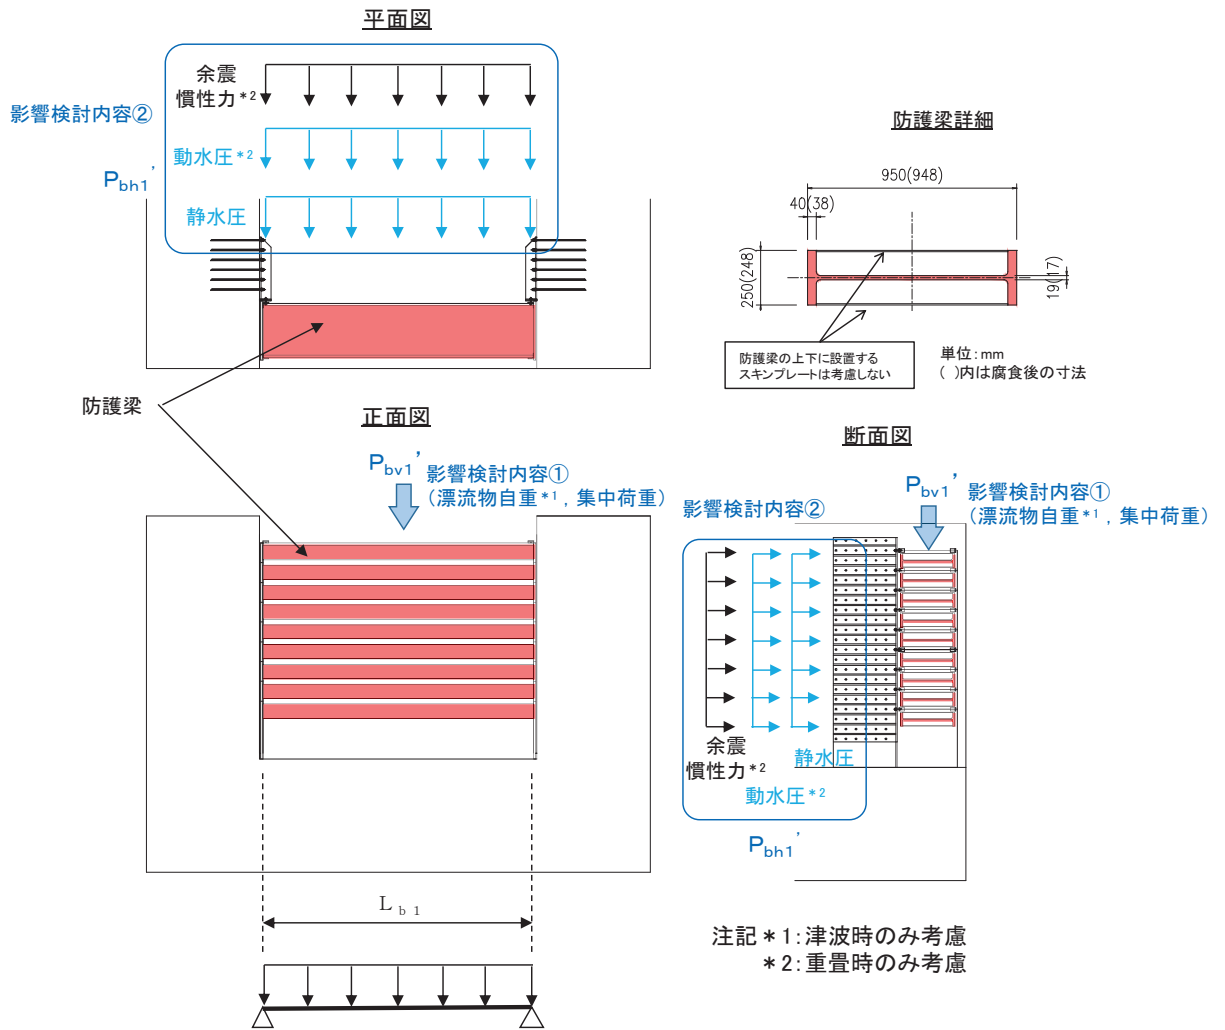 平面図
余震
慣性力*2
影響検討内容②
動水圧*2
Pbh1'
静水圧
防護梁詳細
950(948)
40(38)
250(248)
19(17)
防護梁の上下に設置する
スキンプレートは考慮しない
単位:mm
( )内は腐食後の寸法
防護梁
正面図
Pbv1'
影響検討内容①
(漂流物自重*1，集中荷重)
断面図
Pbv1'
影響検討内容①
(漂流物自重*1，集中荷重)
影響検討内容②
余震
慣性力*2
静水圧
動水圧*2
Pbh1'
Lb1
注記*1:津波時のみ考慮
*2:重畳時のみ考慮